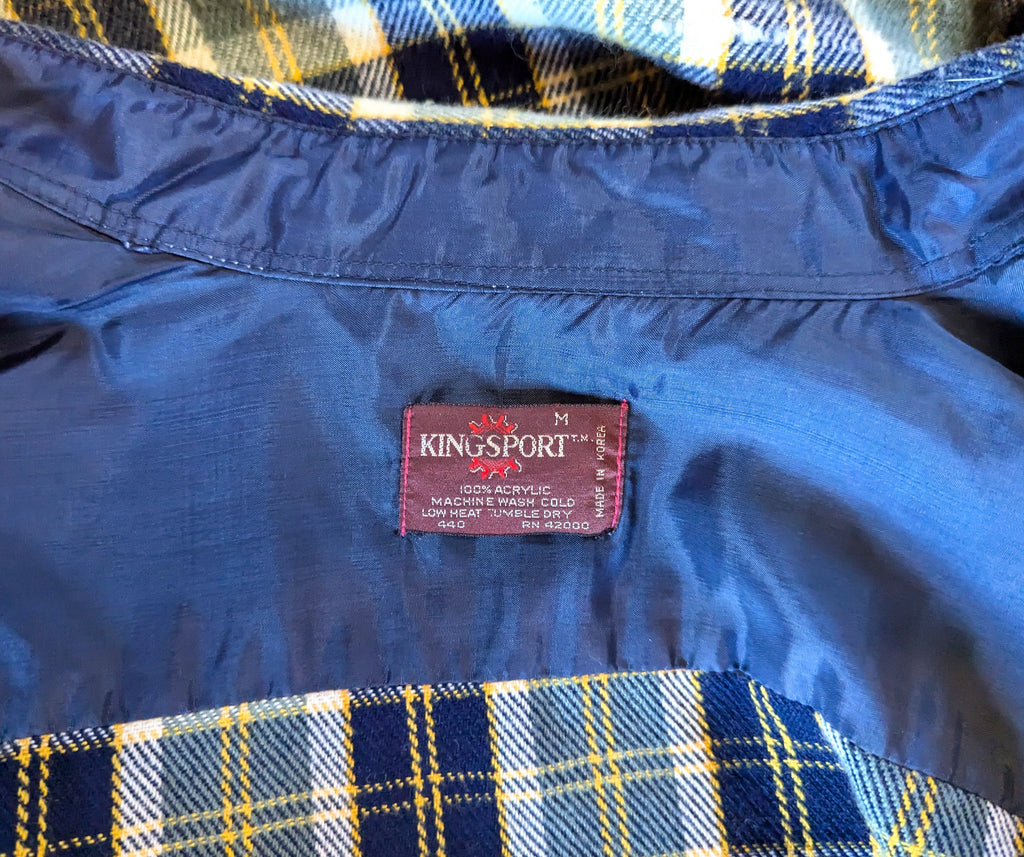 M
KINGSPORT T.M.
100% ACRYLIC
MACHINE WASH COLD
LOW HEAT TUMBLE DRY
440 RN 42000
MADE IN KOREA